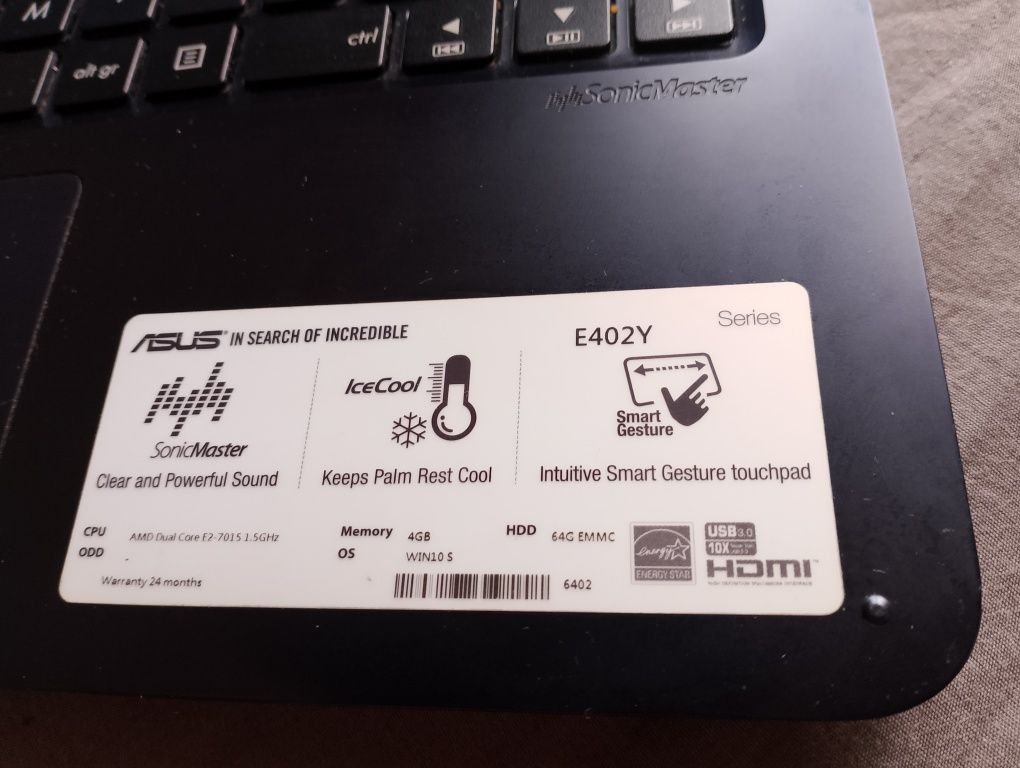 M
alt gr
ctrl
SonicMaster
ASUS IN SEARCH OF INCREDIBLE
E402Y
Series
SonicMaster
Clear and Powerful Sound
IceCool
Keeps Palm Rest Cool
Smart
Gesture
Intuitive Smart Gesture touchpad
CPU AMD Dual Core E2-7015 1.5GHz
ODD -
Memory 4GB
OS WIN10 S
HDD 64G EMMC
Warranty 24 months
6402
energy
ENERGY STAR
USB3.0
10X
HDMI™